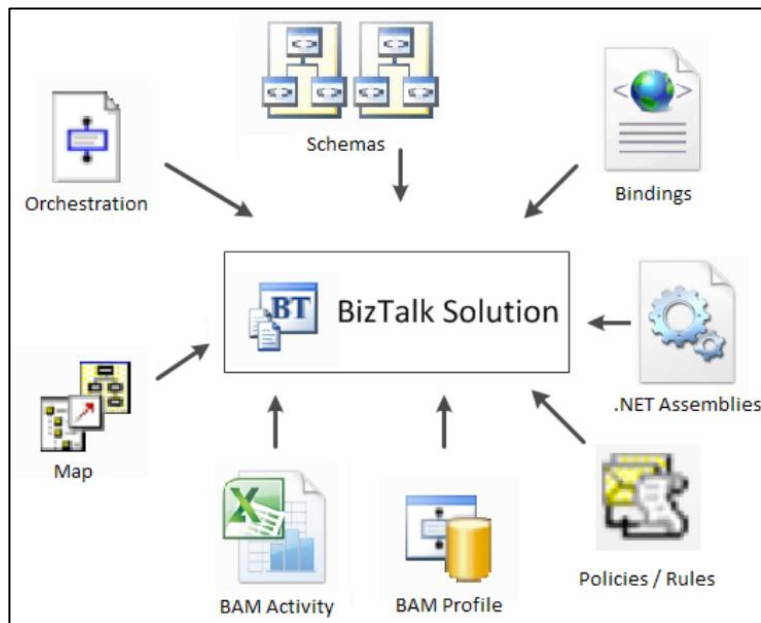 Schemas
Orchestration
Bindings
BT
BizTalk Solution
.NET Assemblies
Map
X
BAM Activity
BAM Profile
Policies / Rules